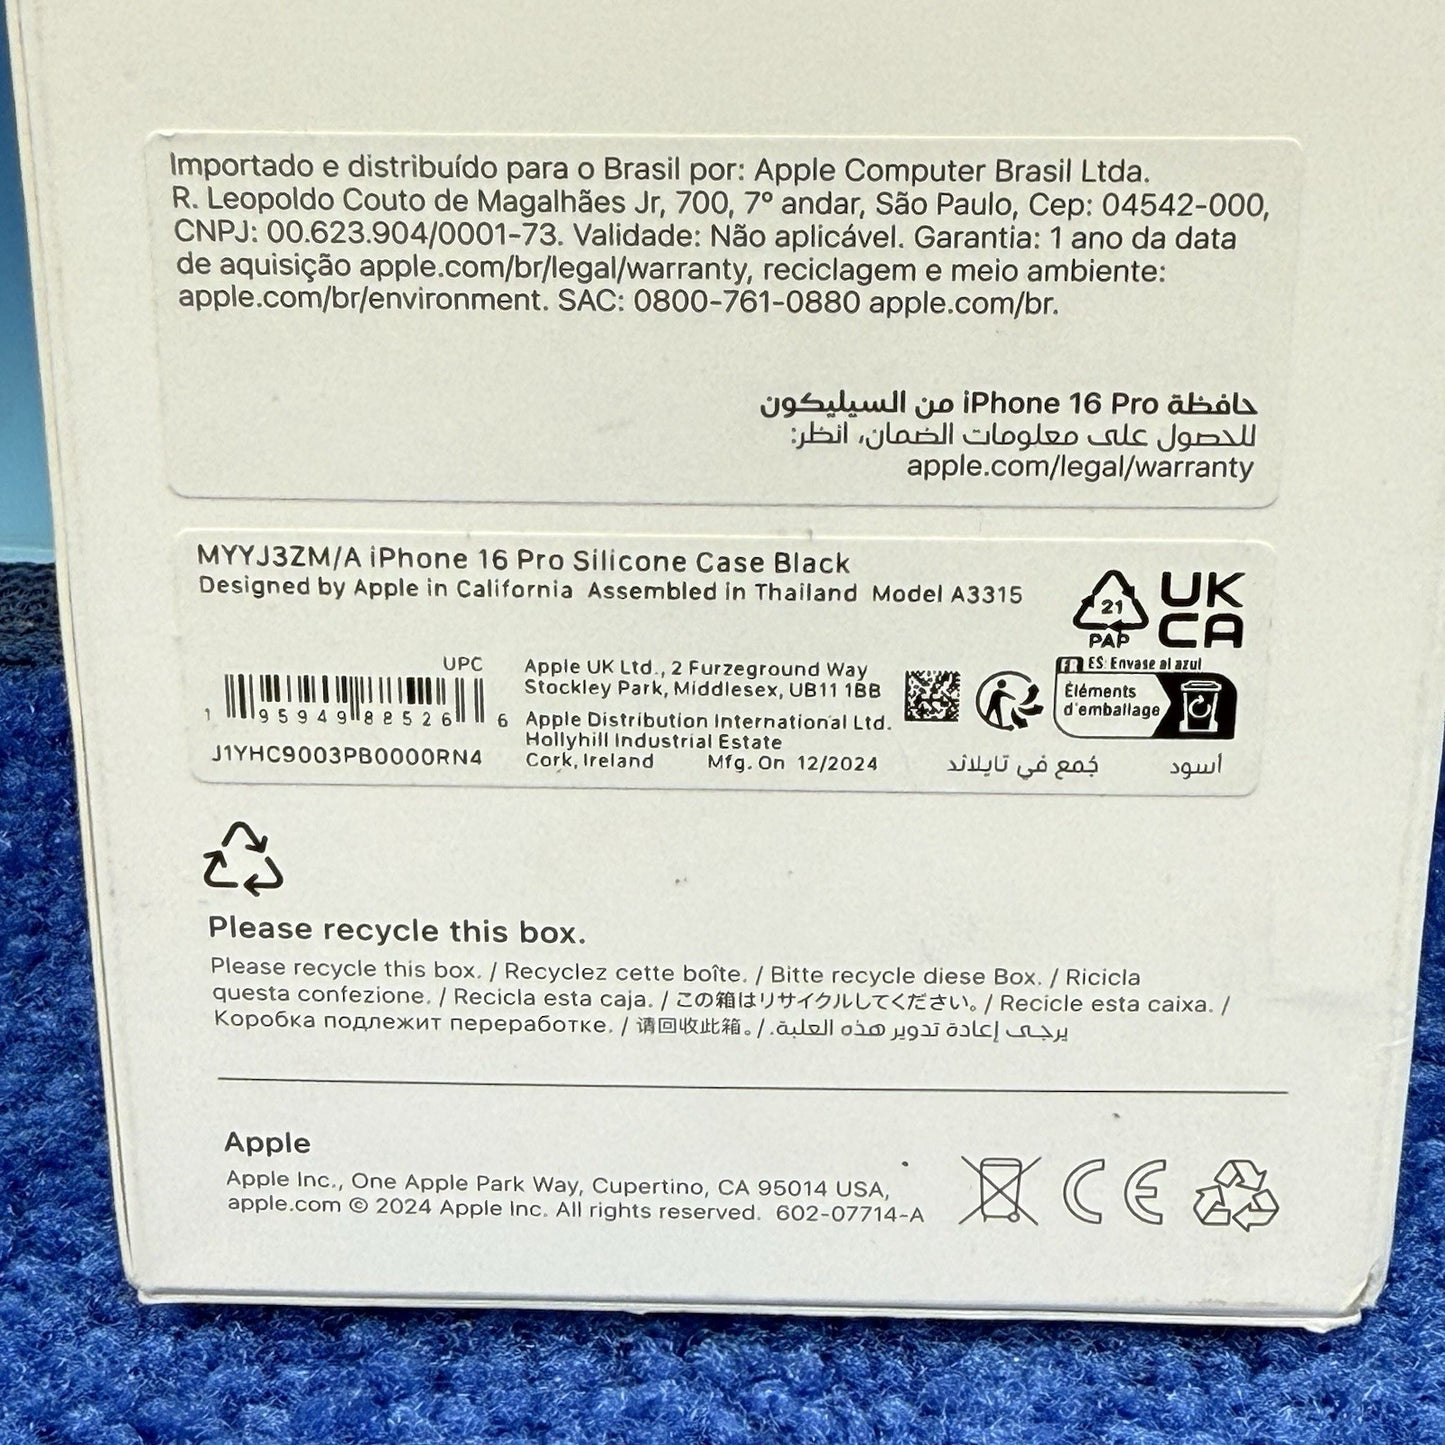 Importado e distribuído para o Brasil por: Apple Computer Brasil Ltda.
R. Leopoldo Couto de Magalhães Jr, 700, 7º andar, São Paulo, Cep: 04542-000,
CNPJ: 00.623.904/0001-73. Validade: Não aplicável. Garantia: 1 ano da data
de aquisição apple.com/br/legal/warranty, reciclagem e meio ambiente:
apple.com/br/environment. SAC: 0800-761-0880 apple.com/br.
حافظة iPhone 16 Pro من السيليكون
للحصول على معلومات الضمان، انظر:
apple.com/legal/warranty
MYYJ3ZM/A iPhone 16 Pro Silicone Case Black
Designed by Apple in California Assembled in Thailand Model A3315
21
PAP
UK
CA
UPC
1 95949 88526 6
J1YHC9003PB0000RN4
Apple UK Ltd., 2 Furzeground Way
Stockley Park, Middlesex, UB11 1BB
Apple Distribution International Ltd.
Hollyhill Industrial Estate
Cork, Ireland Mfg. On 12/2024
FR ES: Envase al azul
Éléments
d'emballage
جُمع في تايلاند
أسود
Please recycle this box.
Please recycle this box. / Recyclez cette boîte. / Bitte recycle diese Box. / Ricicla
questa confezione. / Recicla esta caja. / この箱はリサイクルしてください。 / Recicle esta caixa. /
Коробка подлежит переработке. / 请回收此箱。/ يرجى إعادة تدوير هذه العلبة.
Apple
Apple Inc., One Apple Park Way, Cupertino, CA 95014 USA,
apple.com © 2024 Apple Inc. All rights reserved. 602-07714-A
CE